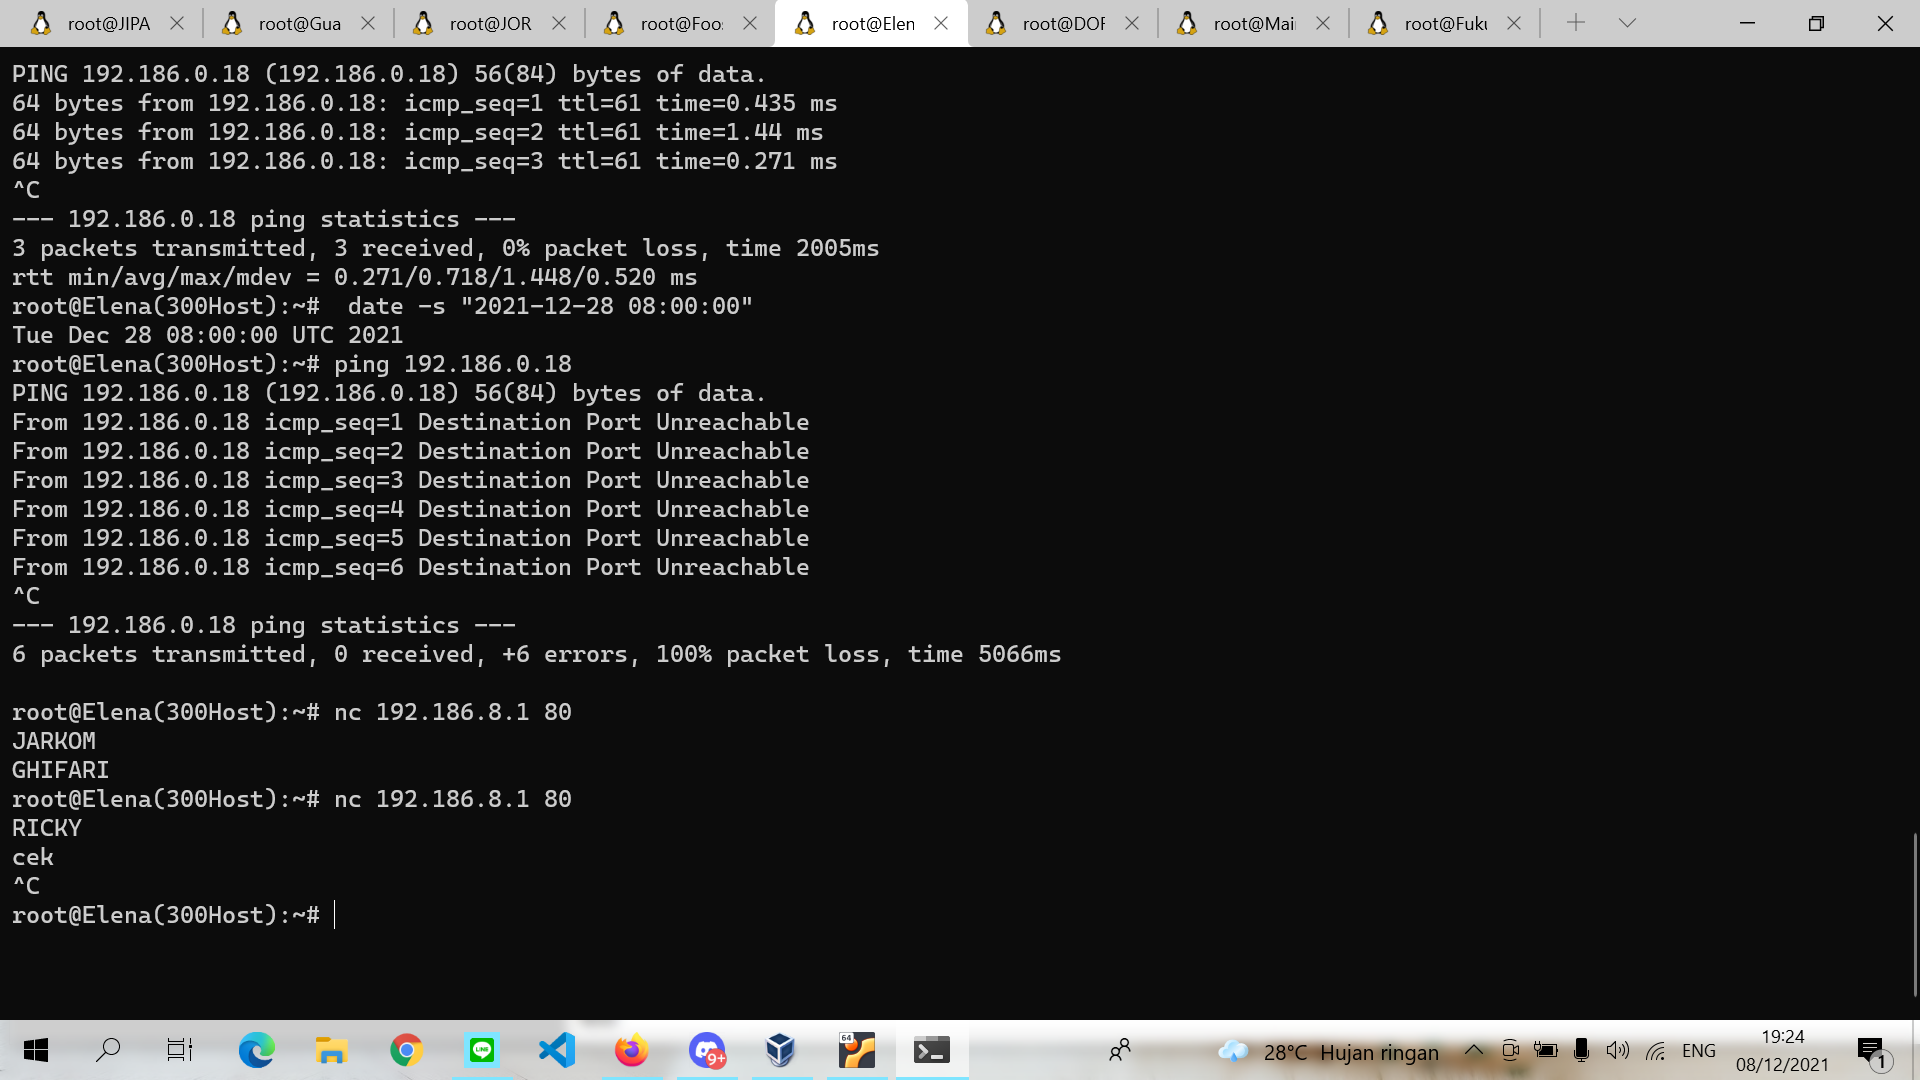 root@JIPA
root@Gua
root@JOR
root@Foo
root@Elen
root@DOF
root@Mai
root@Fuku
PING 192.186.0.18 (192.186.0.18) 56(84) bytes of data.
64 bytes from 192.186.0.18: icmp_seq=1 ttl=61 time=0.435 ms
64 bytes from 192.186.0.18: icmp_seq=2 ttl=61 time=1.44 ms
64 bytes from 192.186.0.18: icmp_seq=3 ttl=61 time=0.271 ms
^C
--- 192.186.0.18 ping statistics ---
3 packets transmitted, 3 received, 0% packet loss, time 2005ms
rtt min/avg/max/mdev = 0.271/0.718/1.448/0.520 ms
root@Elena(300Host):~#  date -s "2021-12-28 08:00:00"
Tue Dec 28 08:00:00 UTC 2021
root@Elena(300Host):~# ping 192.186.0.18
PING 192.186.0.18 (192.186.0.18) 56(84) bytes of data.
From 192.186.0.18 icmp_seq=1 Destination Port Unreachable
From 192.186.0.18 icmp_seq=2 Destination Port Unreachable
From 192.186.0.18 icmp_seq=3 Destination Port Unreachable
From 192.186.0.18 icmp_seq=4 Destination Port Unreachable
From 192.186.0.18 icmp_seq=5 Destination Port Unreachable
From 192.186.0.18 icmp_seq=6 Destination Port Unreachable
^C
--- 192.186.0.18 ping statistics ---
6 packets transmitted, 0 received, +6 errors, 100% packet loss, time 5066ms
root@Elena(300Host):~# nc 192.186.8.1 80
JARKOM
GHIFARI
root@Elena(300Host):~# nc 192.186.8.1 80
RICKY
cek
^C
root@Elena(300Host):~#
LINE
9+
64
28°C Hujan ringan
ENG
19:24
08/12/2021
1